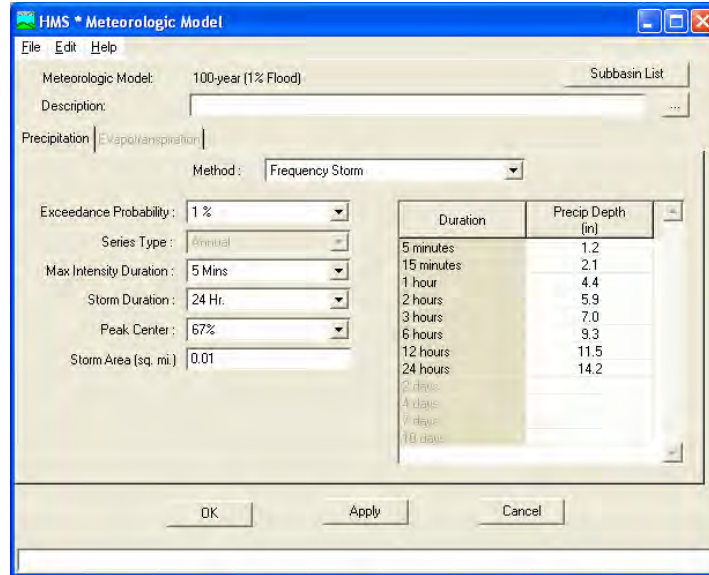 HMS * Meteorologic Model
File Edit Help
Meteorologic Model: 100-year (1% Flood) Subbasin List
Description: ...
Precipitation Evapotranspiration
Method : Frequency Storm
Exceedance Probability : 1 %
Series Type : Annual
Max Intensity Duration : 5 Mins
Storm Duration : 24 Hr.
Peak Center : 67%
Storm Area (sq. mi.) 0.01
Duration Precip Depth (in)
5 minutes 1.2
15 minutes 2.1
1 hour 4.4
2 hours 5.9
3 hours 7.0
6 hours 9.3
12 hours 11.5
24 hours 14.2
2 days
4 days
7 days
10 days
OK Apply Cancel